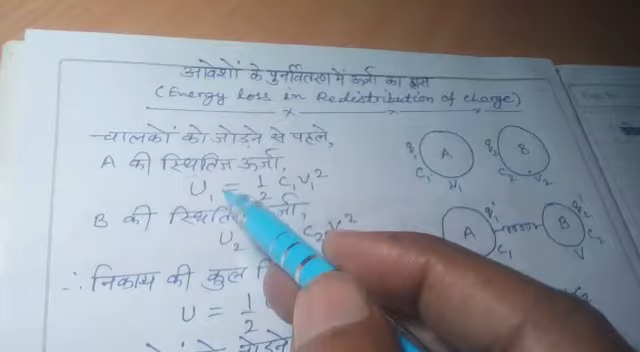 आवेशों के पुनर्वितरण में ऊर्जा का ह्रास
(Energy loss in Redistribution of charge)
चालकों को जोड़ने से पहले,
A की स्थितिज ऊर्जा,
U₁ = 1/2 C₁V₁²
B की
U₂ C₂V₂²
∴ निकाय की कुल
U = 1/2
q₁ A C₁ V₁
q₂ B C₂ V₂
q₁' A C₁
q₂' B C₂ V